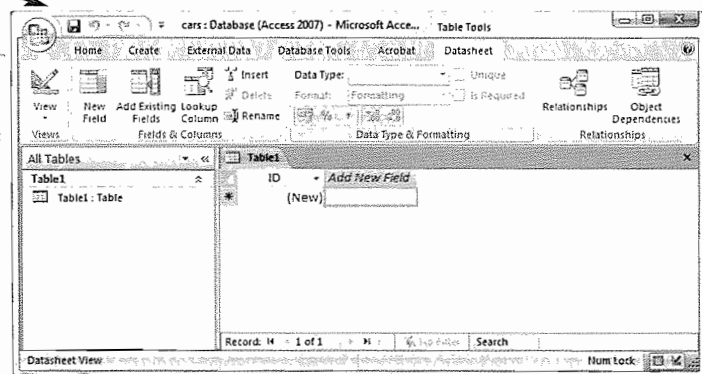 cars : Database (Access 2007) - Microsoft Acce... Table Tools
Home Create External Data Database Tools Acrobat Datasheet
View
Views
New Field
Add Existing Fields
Lookup Column
Insert
Delete
Rename
Fields & Columns
Data Type:
Format: Formatting
Unique
Is Required
Data Type & Formatting
Relationships
Object Dependencies
Relationships
All Tables
Table1
Table1 : Table
Table1
ID Add New Field
(New)
Record: 1 of 1 No Filter Search
Datasheet View Num Lock